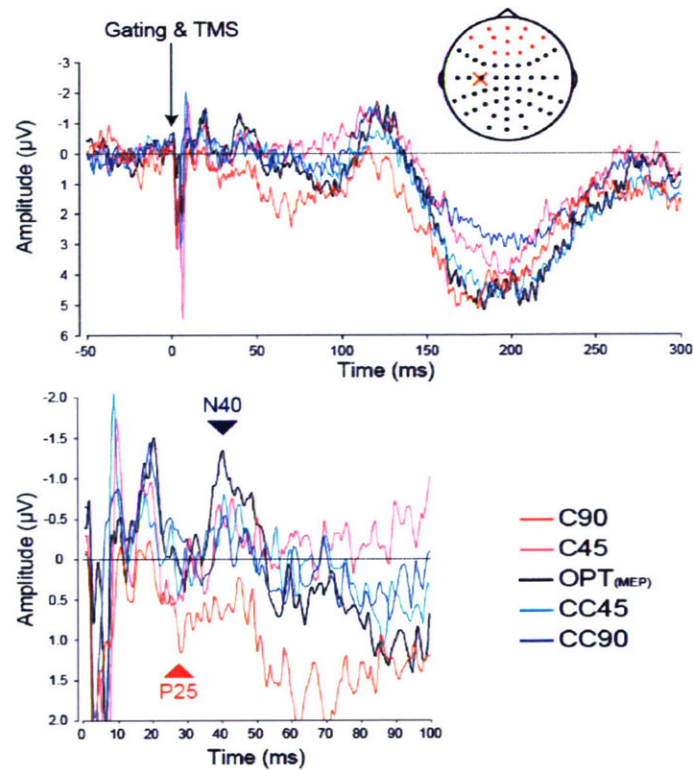 Gating & TMS
Amplitude (µV)
-3
-2
-1
0
1
2
3
4
5
6
-50 0 50 100 150 200 250 300
Time (ms)
Amplitude (µV)
-2.0
-1.5
-1.0
-0.5
0
0.5
1.0
1.5
2.0
N40
P25
0 10 20 30 40 50 60 70 80 90 100
Time (ms)
C90
C45
OPT(MEP)
CC45
CC90